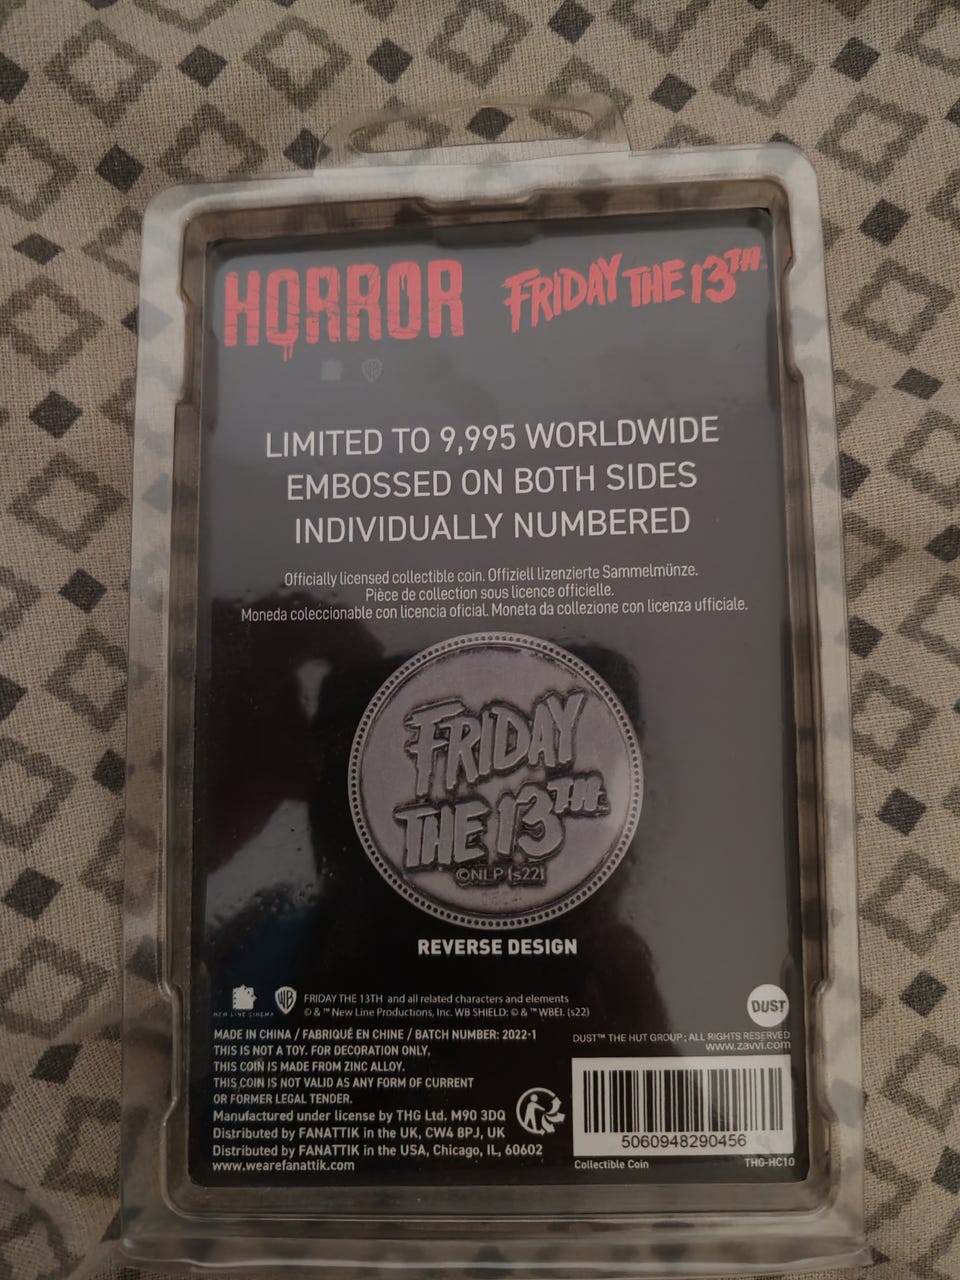 HORROR
FRIDAY THE 13TH
LIMITED TO 9,995 WORLDWIDE
EMBOSSED ON BOTH SIDES
INDIVIDUALLY NUMBERED
Officially licensed collectible coin. Offiziell lizenzierte Sammelmünze.
Pièce de collection sous licence officielle.
Moneda coleccionable con licencia oficial. Moneta da collezione con licenza ufficiale.
FRIDAY
THE 13TH
©NLP (s22)
REVERSE DESIGN
NEW LINE CINEMA
WB
FRIDAY THE 13TH and all related characters and elements
© & ™ New Line Productions, Inc. WB SHIELD: © & ™ WBEI. (s22)
MADE IN CHINA / FABRIQUÉ EN CHINE / BATCH NUMBER: 2022-1
THIS IS NOT A TOY. FOR DECORATION ONLY.
THIS COIN IS MADE FROM ZINC ALLOY.
THIS COIN IS NOT VALID AS ANY FORM OF CURRENT
OR FORMER LEGAL TENDER.
Manufactured under license by THG Ltd. M90 3DQ
Distributed by FANATTIK in the UK, CW4 8PJ, UK
Distributed by FANATTIK in the USA, Chicago, IL, 60602
www.wearefanattik.com
DUST
DUST™ THE HUT GROUP; ALL RIGHTS RESERVED
www.zavvi.com
5060948290456
Collectible Coin
THG-HC10